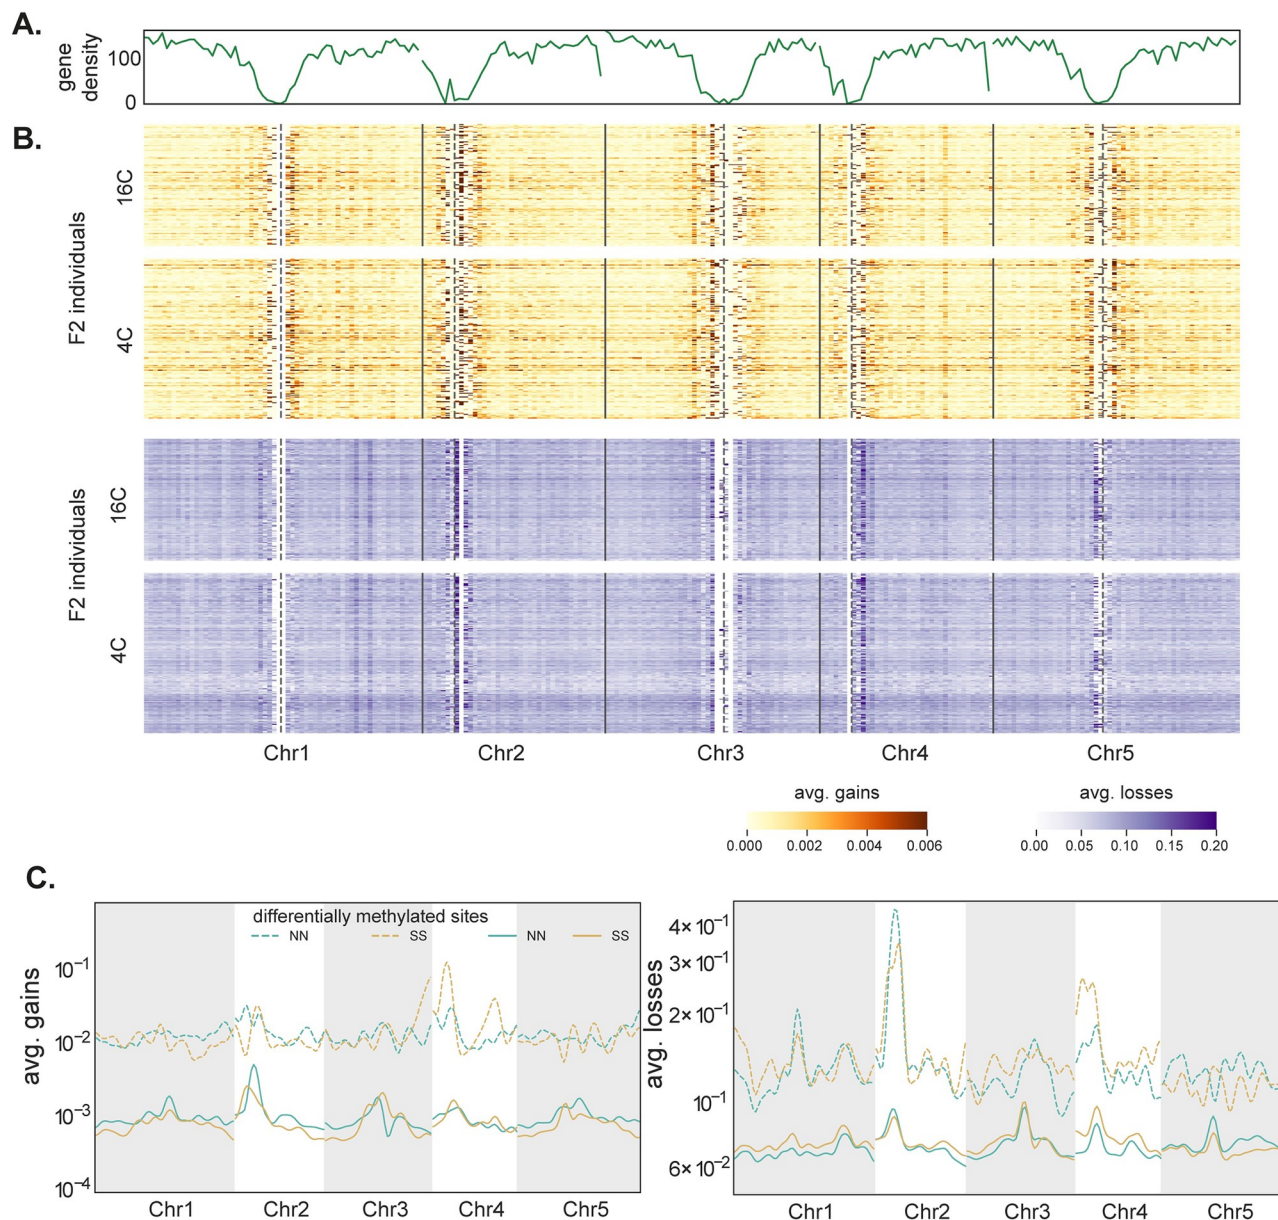 A.
gene density
100
0
B.
F2 individuals
16C
4C
F2 individuals
16C
4C
Chr1 Chr2 Chr3 Chr4 Chr5
avg. gains avg. losses
0.000 0.002 0.004 0.006 0.00 0.05 0.10 0.15 0.20
C.
differentially methylated sites
NN SS NN SS
avg. gains
10⁻¹
10⁻²
10⁻³
10⁻⁴
Chr1 Chr2 Chr3 Chr4 Chr5
avg. losses
4× 10⁻¹
3× 10⁻¹
2× 10⁻¹
10⁻¹
6× 10⁻²
Chr1 Chr2 Chr3 Chr4 Chr5